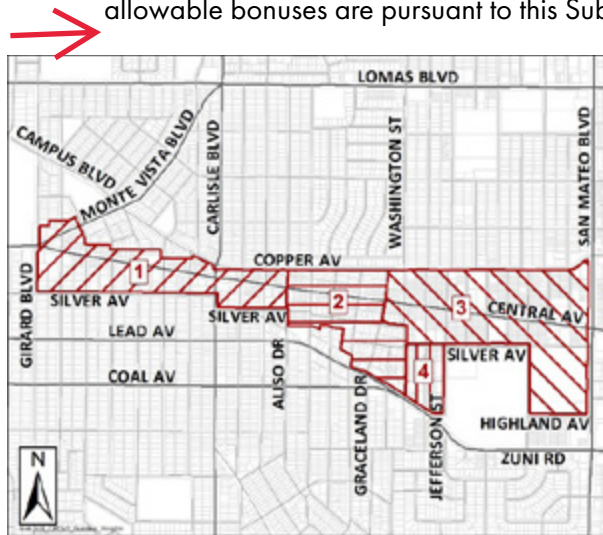 allowable bonuses are pursuant to this Sub
LOMAS BLVD
CAMPUS BLVD
MONTE VISTA BLVD
CARLISLE BLVD
WASHINGTON ST
SAN MATEO BLVD
COPPER AV
1
2
3
CENTRAL AV
GIRARD BLVD
SILVER AV
SILVER AV
LEAD AV
SILVER AV
4
COAL AV
ALISO DR
GRACELAND DR
JEFFERSON ST
HIGHLAND AV
ZUNI RD
N